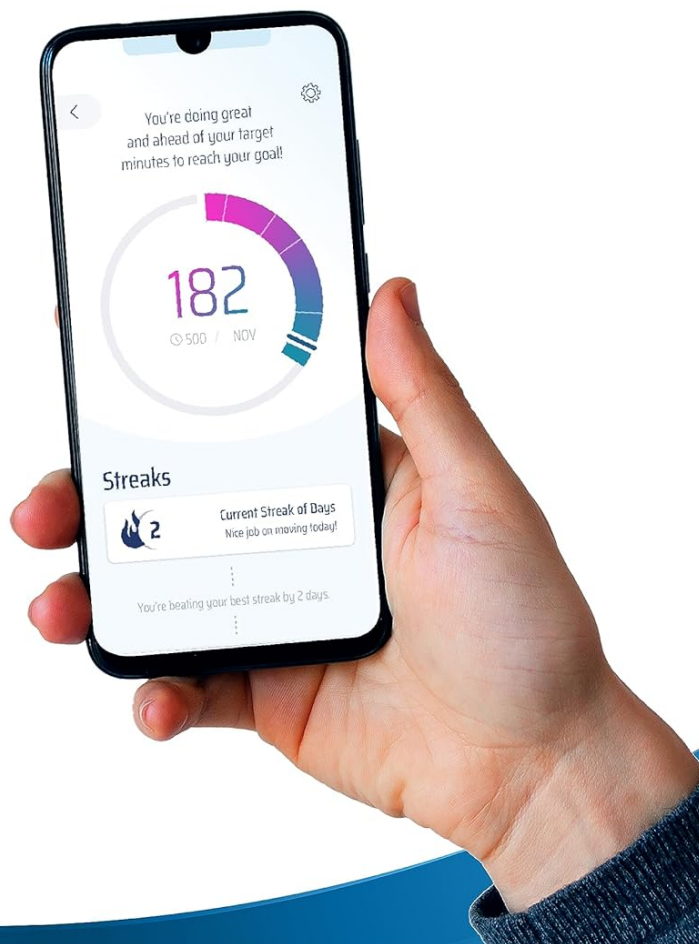 You're doing great
and ahead of your target
minutes to reach your goal!
182
500 / NOV
Streaks
2
Current Streak of Days
Nice job on moving today!
You're beating your best streak by 2 days.